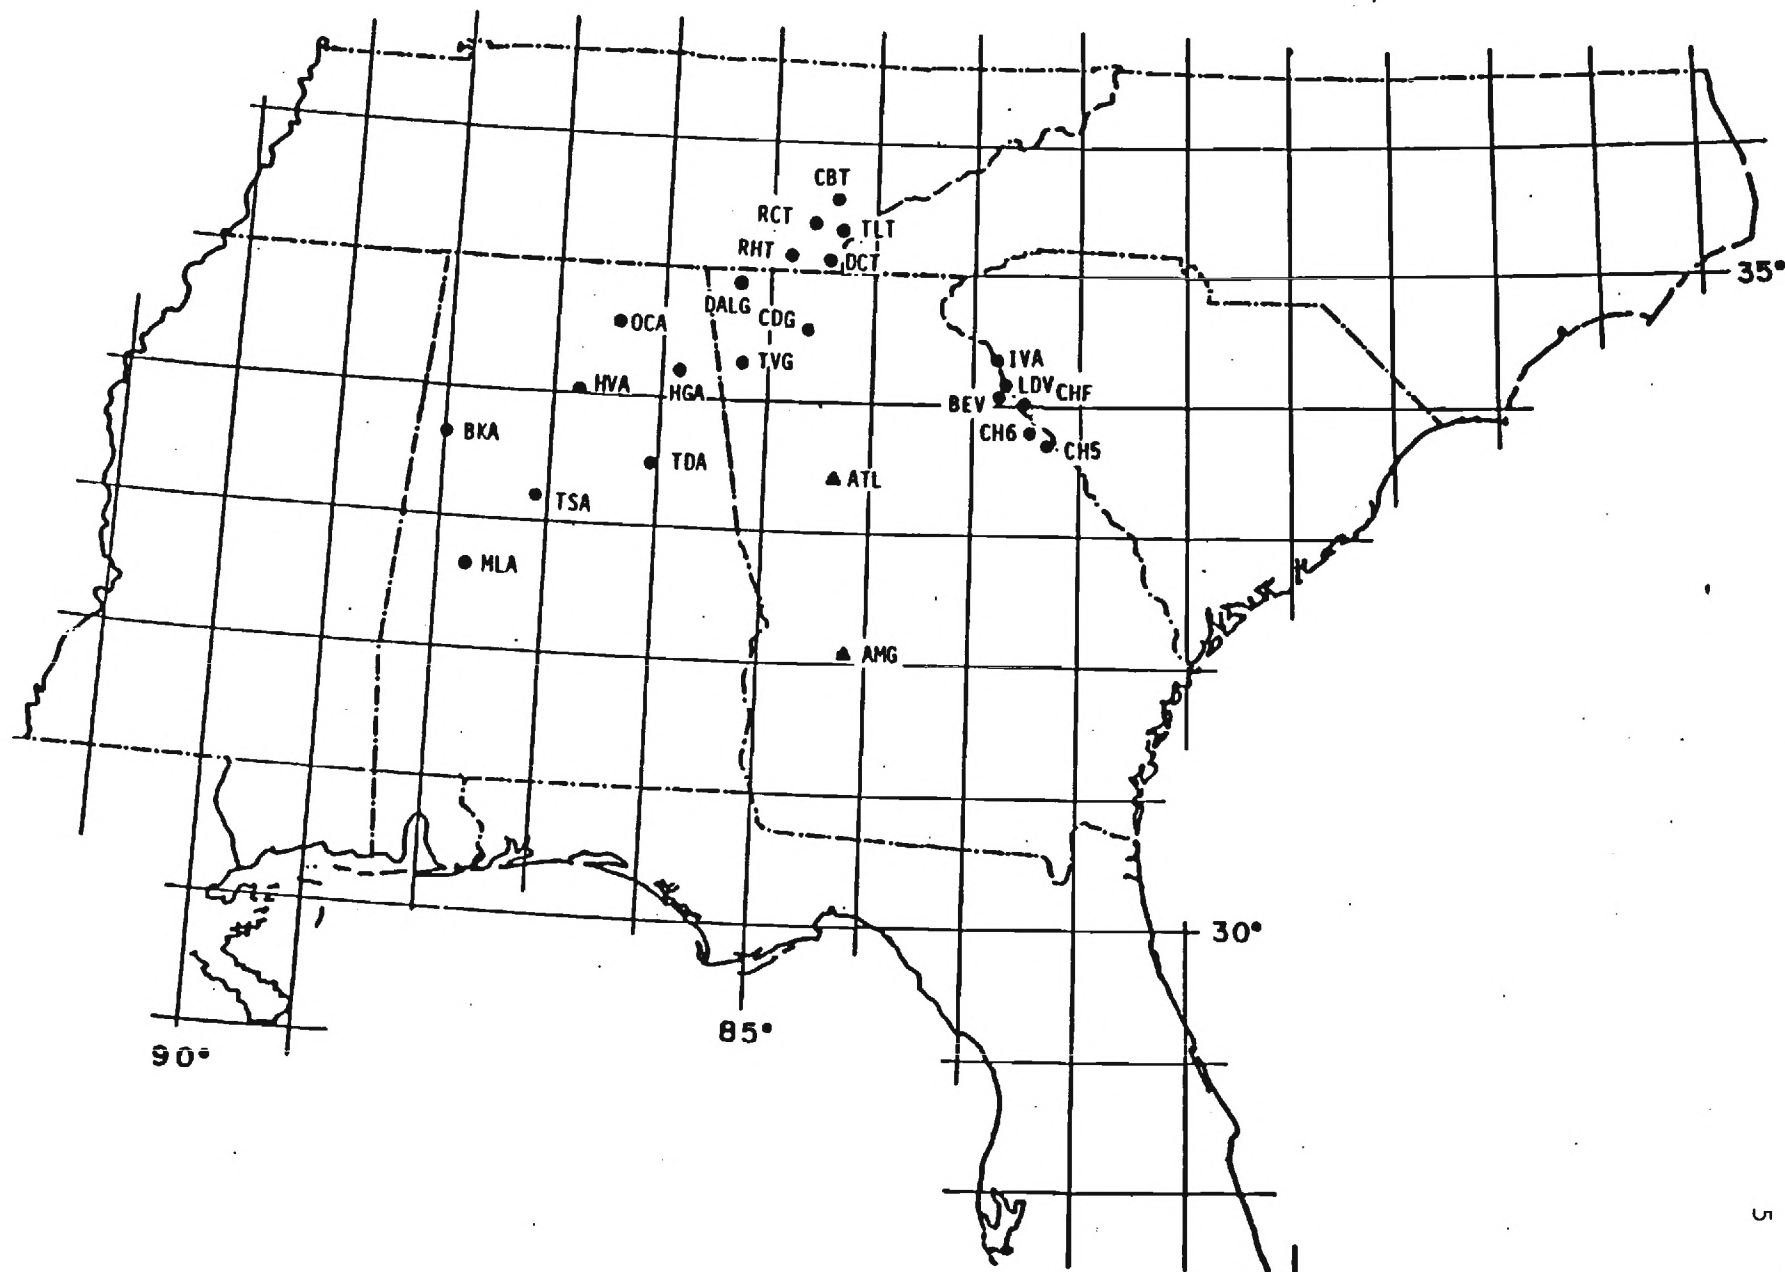 CBT
RCT
TLT
RHT
DCT
35°
DALG
CDG
OCA
TVG
IVA
HVA
HGA
LDV
CHF
BEV
BKA
CH6
CH5
TDA
ATL
TSA
MLA
AMG
30°
85°
90°
5